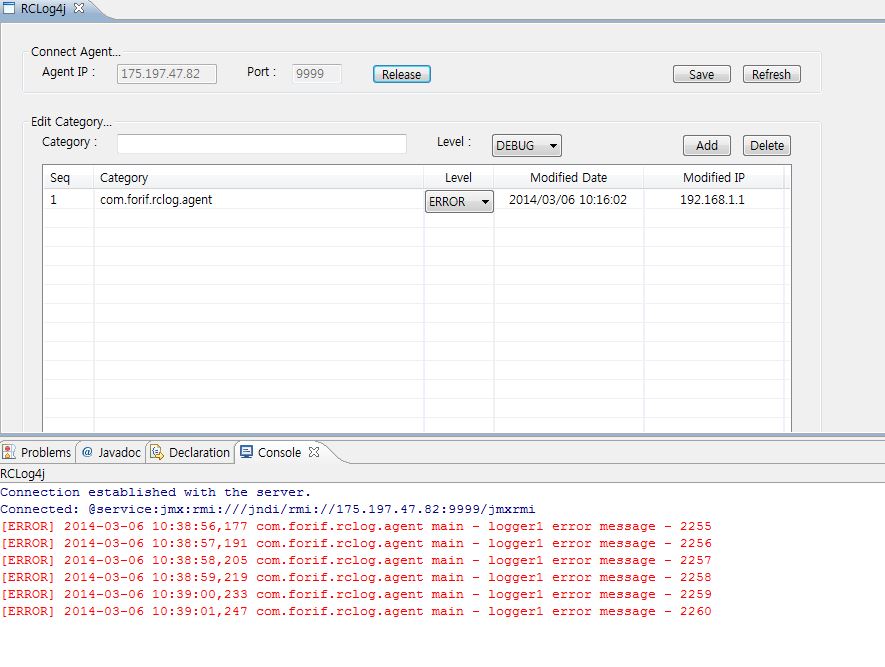 RCLog4j
Connect Agent...
Agent IP : 175.197.47.82 Port : 9999 Release Save Refresh
Edit Category...
Category : Level : DEBUG Add Delete
Seq Category Level Modified Date Modified IP
1 com.forif.rclog.agent ERROR 2014/03/06 10:16:02 192.168.1.1
Problems @ Javadoc Declaration Console
RCLog4j
Connection established with the server.
Connected: @service:jmx:rmi:///jndi/rmi://175.197.47.82:9999/jmxrmi
[ERROR] 2014-03-06 10:38:56,177 com.forif.rclog.agent main - logger1 error message - 2255
[ERROR] 2014-03-06 10:38:57,191 com.forif.rclog.agent main - logger1 error message - 2256
[ERROR] 2014-03-06 10:38:58,205 com.forif.rclog.agent main - logger1 error message - 2257
[ERROR] 2014-03-06 10:38:59,219 com.forif.rclog.agent main - logger1 error message - 2258
[ERROR] 2014-03-06 10:39:00,233 com.forif.rclog.agent main - logger1 error message - 2259
[ERROR] 2014-03-06 10:39:01,247 com.forif.rclog.agent main - logger1 error message - 2260